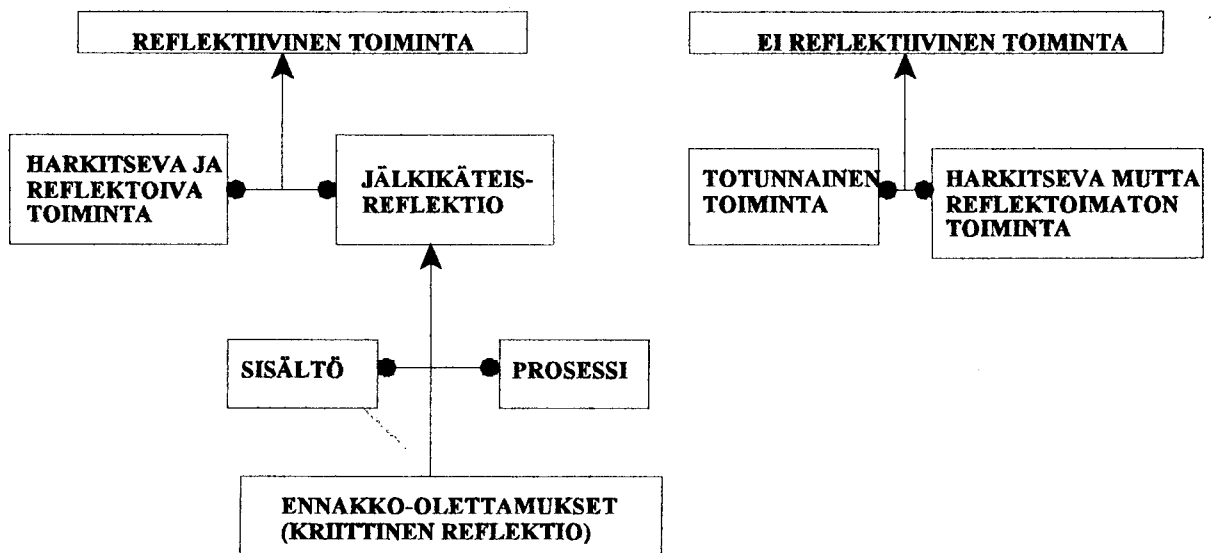 REFLEKTIIVINEN TOIMINTA
EI REFLEKTIIVINEN TOIMINTA
HARKITSEVA JA
REFLEKTOIVA
TOIMINTA
JÄLKIKÄTEIS-
REFLEKTIO
TOTUNNAINEN
TOIMINTA
HARKITSEVA MUTTA
REFLEKTOIMATON
TOIMINTA
SISÄLTÖ
PROSESSI
ENNAKKO-OLETTAMUKSET
(KRIITTINEN REFLEKTIO)